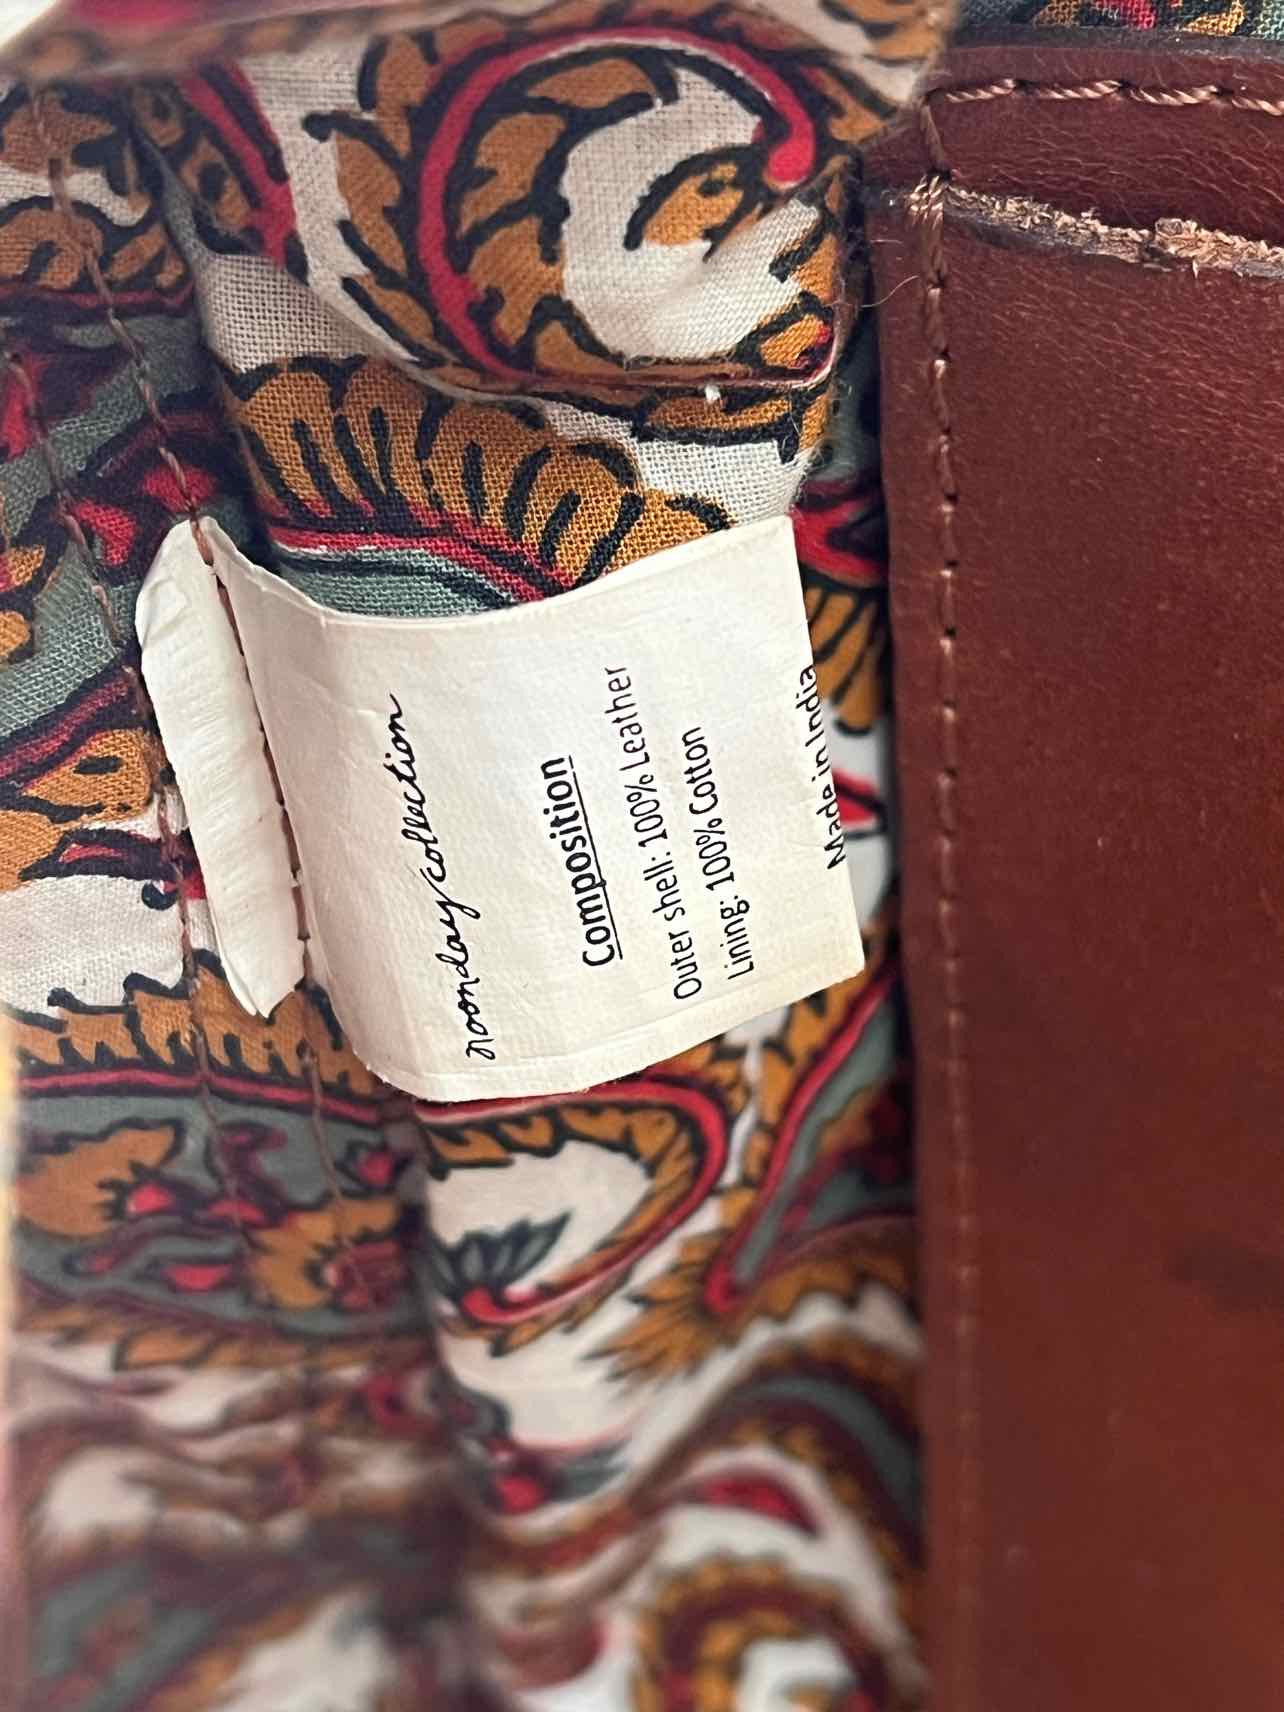 noonday collection
Composition
Outer shell: 100% Leather
Lining: 100% Cotton
Made in India